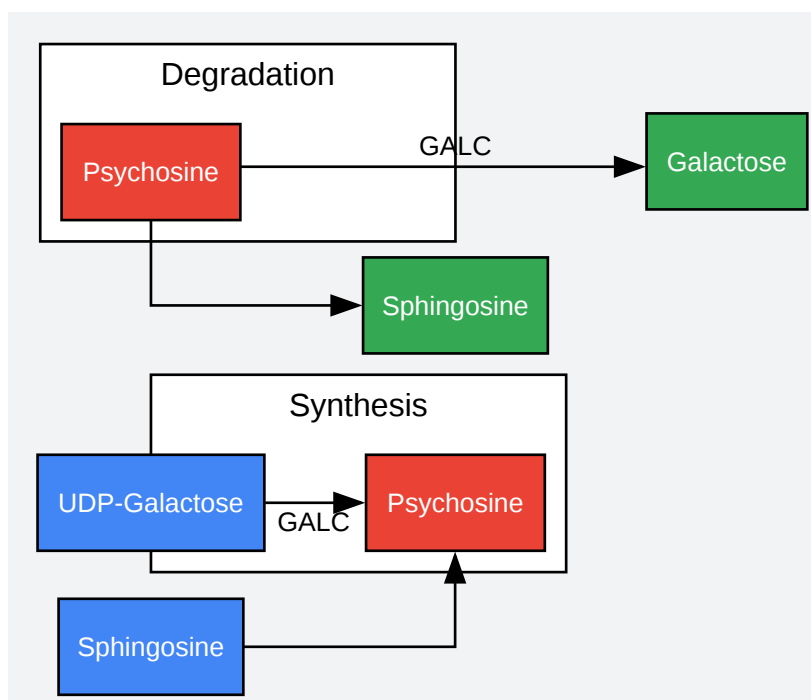 Degradation
GALC
Psychosine
Galactose
Sphingosine
Synthesis
UDP-Galactose
GALC
Psychosine
Sphingosine